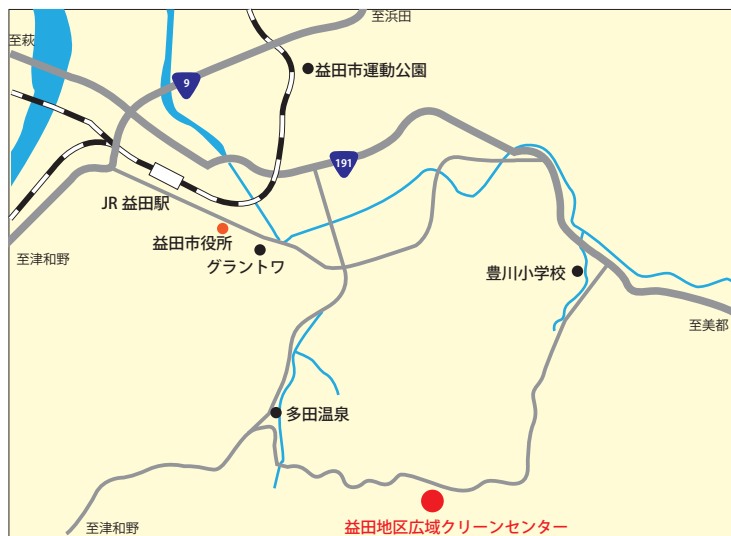 至浜田
至萩
益田市運動公園
9
191
JR 益田駅
益田市役所
グラントワ
至津和野
豊川小学校
至美都
多田温泉
至津和野
益田地区広域クリーンセンター